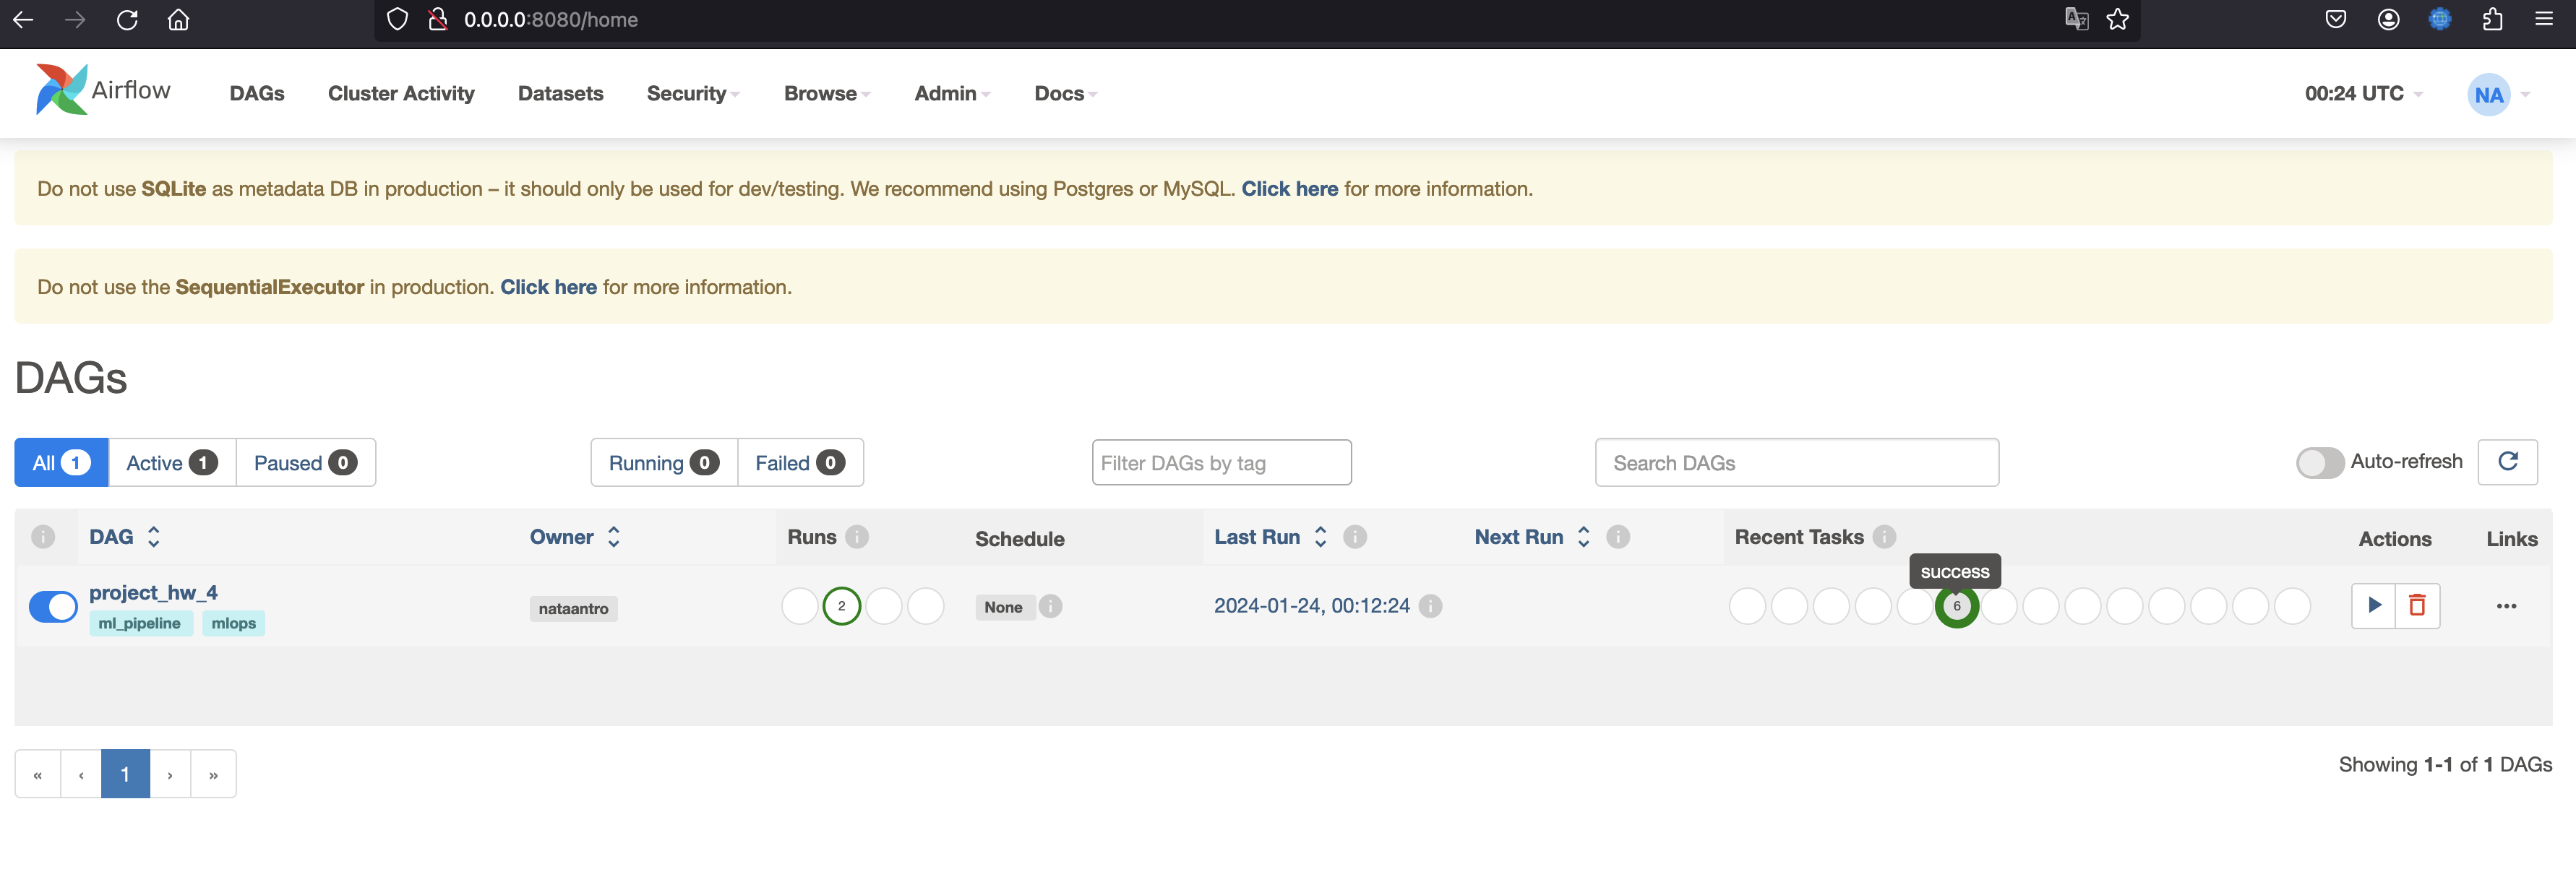 0.0.0.0:8080/home
Airflow DAGs Cluster Activity Datasets Security Browse Admin Docs 00:24 UTC NA
Do not use SQLite as metadata DB in production – it should only be used for dev/testing. We recommend using Postgres or MySQL. Click here for more information.
Do not use the SequentialExecutor in production. Click here for more information.
DAGs
All 1 Active 1 Paused 0 Running 0 Failed 0 Filter DAGs by tag Search DAGs Auto-refresh
i DAG Owner Runs i Schedule Last Run i Next Run i Recent Tasks i Actions Links
success
project_hw_4 nataantro 2 None i 2024-01-24, 00:12:24 i 6 ...
ml_pipeline mlops
« ‹ 1 › » Showing 1-1 of 1 DAGs